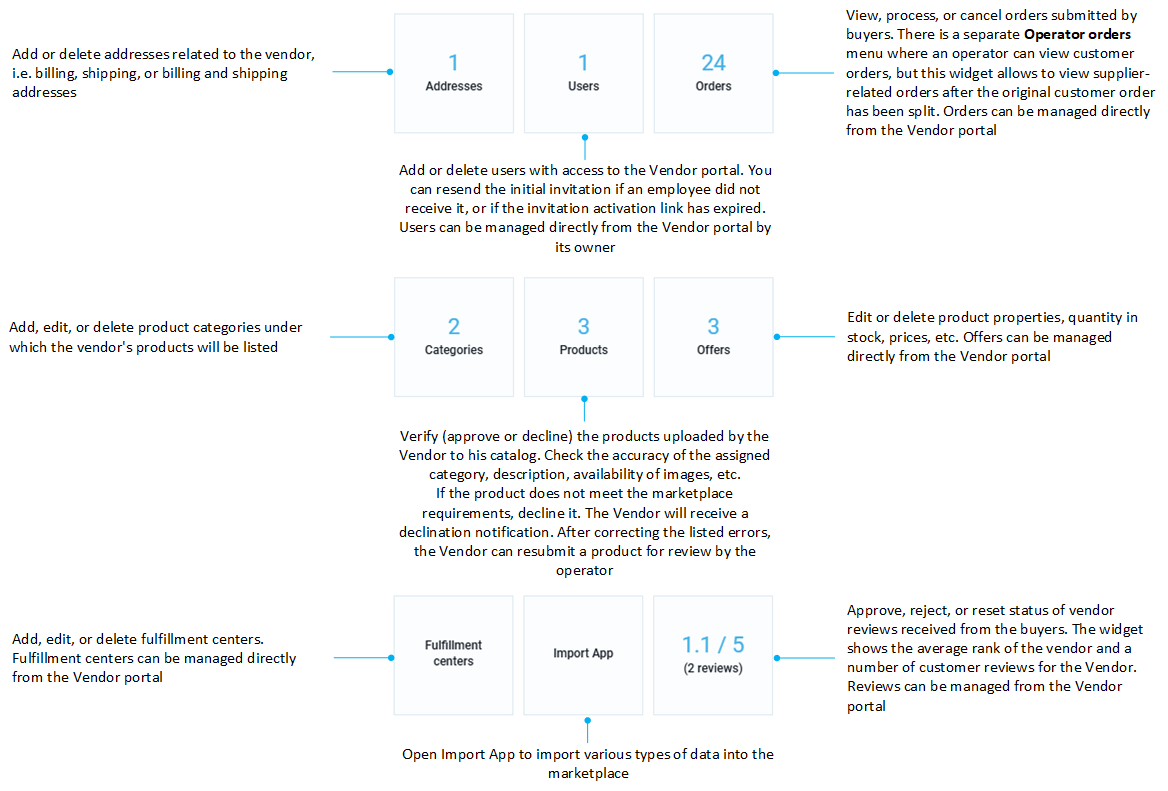 Add or delete addresses related to the vendor,
i.e. billing, shipping, or billing and shipping
addresses
1
Addresses
1
Users
24
Orders
View, process, or cancel orders submitted by
buyers. There is a separate Operator orders
menu where an operator can view customer
orders, but this widget allows to view supplier-
related orders after the original customer order
has been split. Orders can be managed directly
from the Vendor portal
Add or delete users with access to the Vendor portal. You
can resend the initial invitation if an employee did not
receive it, or if the invitation activation link has expired.
Users can be managed directly from the Vendor portal by
its owner
Add, edit, or delete product categories under
which the vendor's products will be listed
2
Categories
3
Products
3
Offers
Edit or delete product properties, quantity in
stock, prices, etc. Offers can be managed
directly from the Vendor portal
Verify (approve or decline) the products uploaded by the
Vendor to his catalog. Check the accuracy of the assigned
category, description, availability of images, etc.
If the product does not meet the marketplace
requirements, decline it. The Vendor will receive a
declination notification. After correcting the listed errors,
the Vendor can resubmit a product for review by the
operator
Add, edit, or delete fulfillment centers.
Fulfillment centers can be managed directly
from the Vendor portal
Fulfillment
centers
Import App
1.1 / 5
(2 reviews)
Approve, reject, or reset status of vendor
reviews received from the buyers. The widget
shows the average rank of the vendor and a
number of customer reviews for the Vendor.
Reviews can be managed from the Vendor
portal
Open Import App to import various types of data into the
marketplace